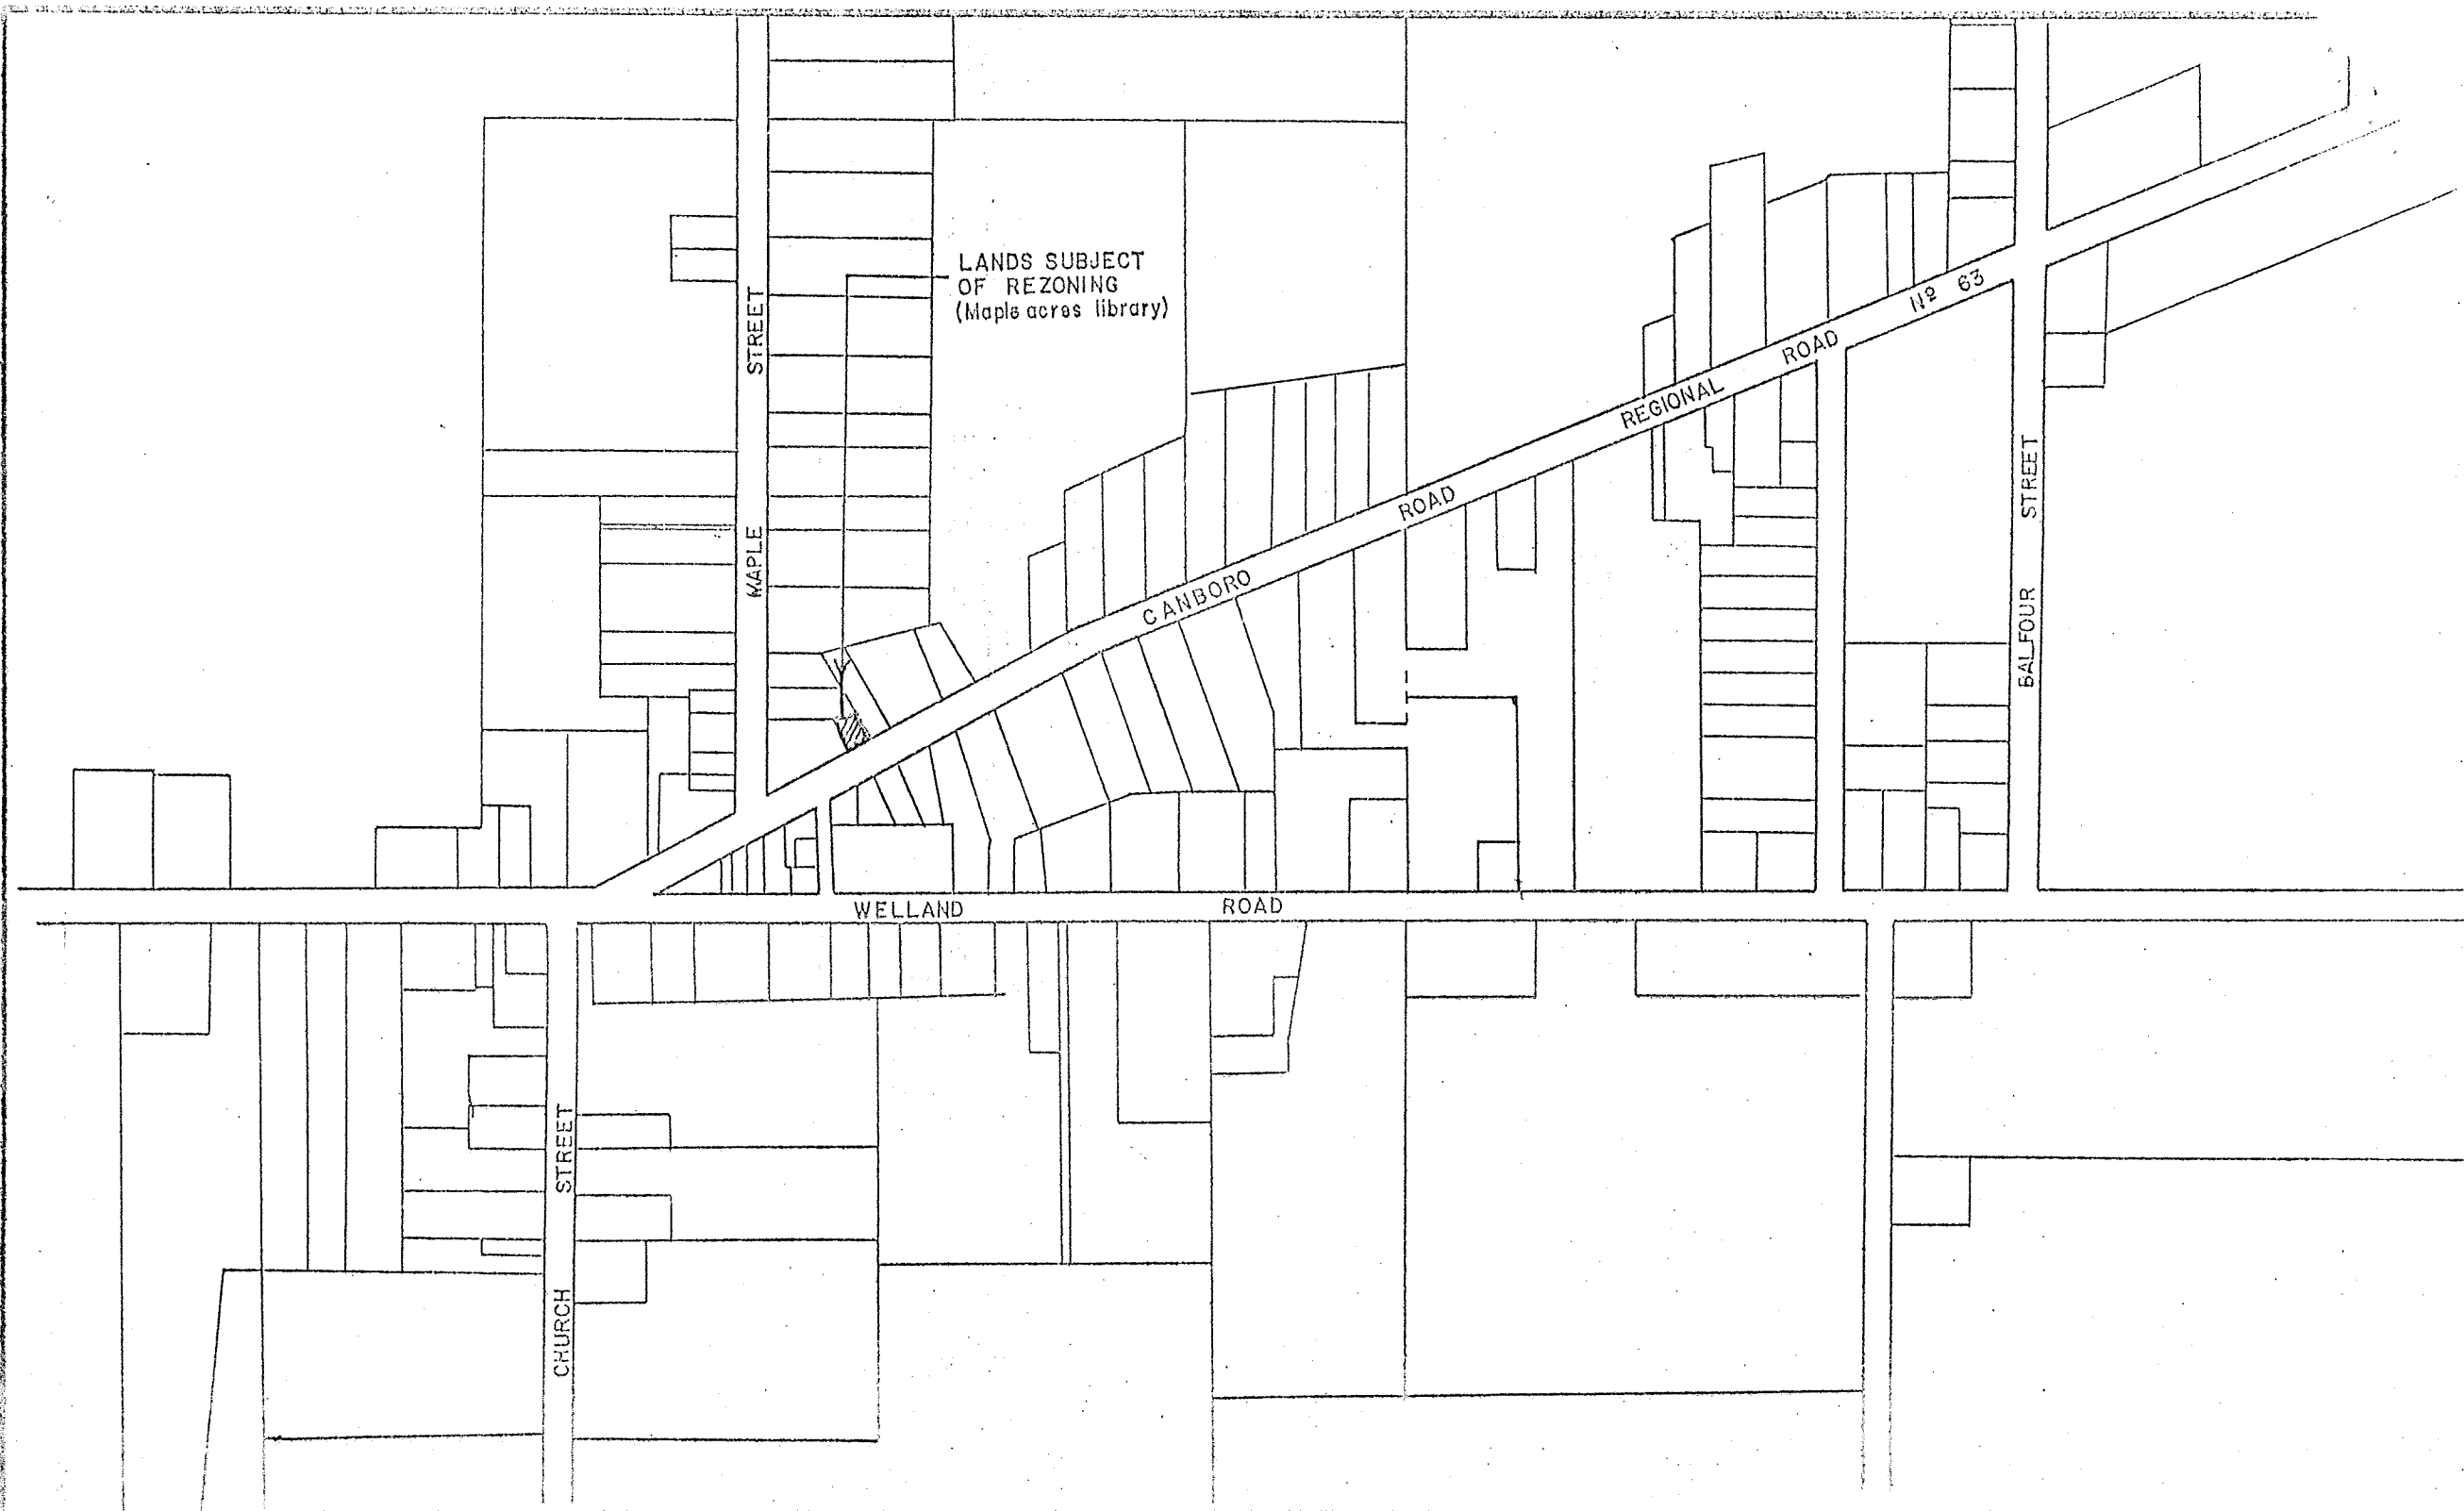 LANDS SUBJECT
OF REZONING
(Maple acres library)
MAPLE STREET
CANBORO ROAD
REGIONAL ROAD Nº 63
BALFOUR STREET
WELLAND ROAD
CHURCH STREET